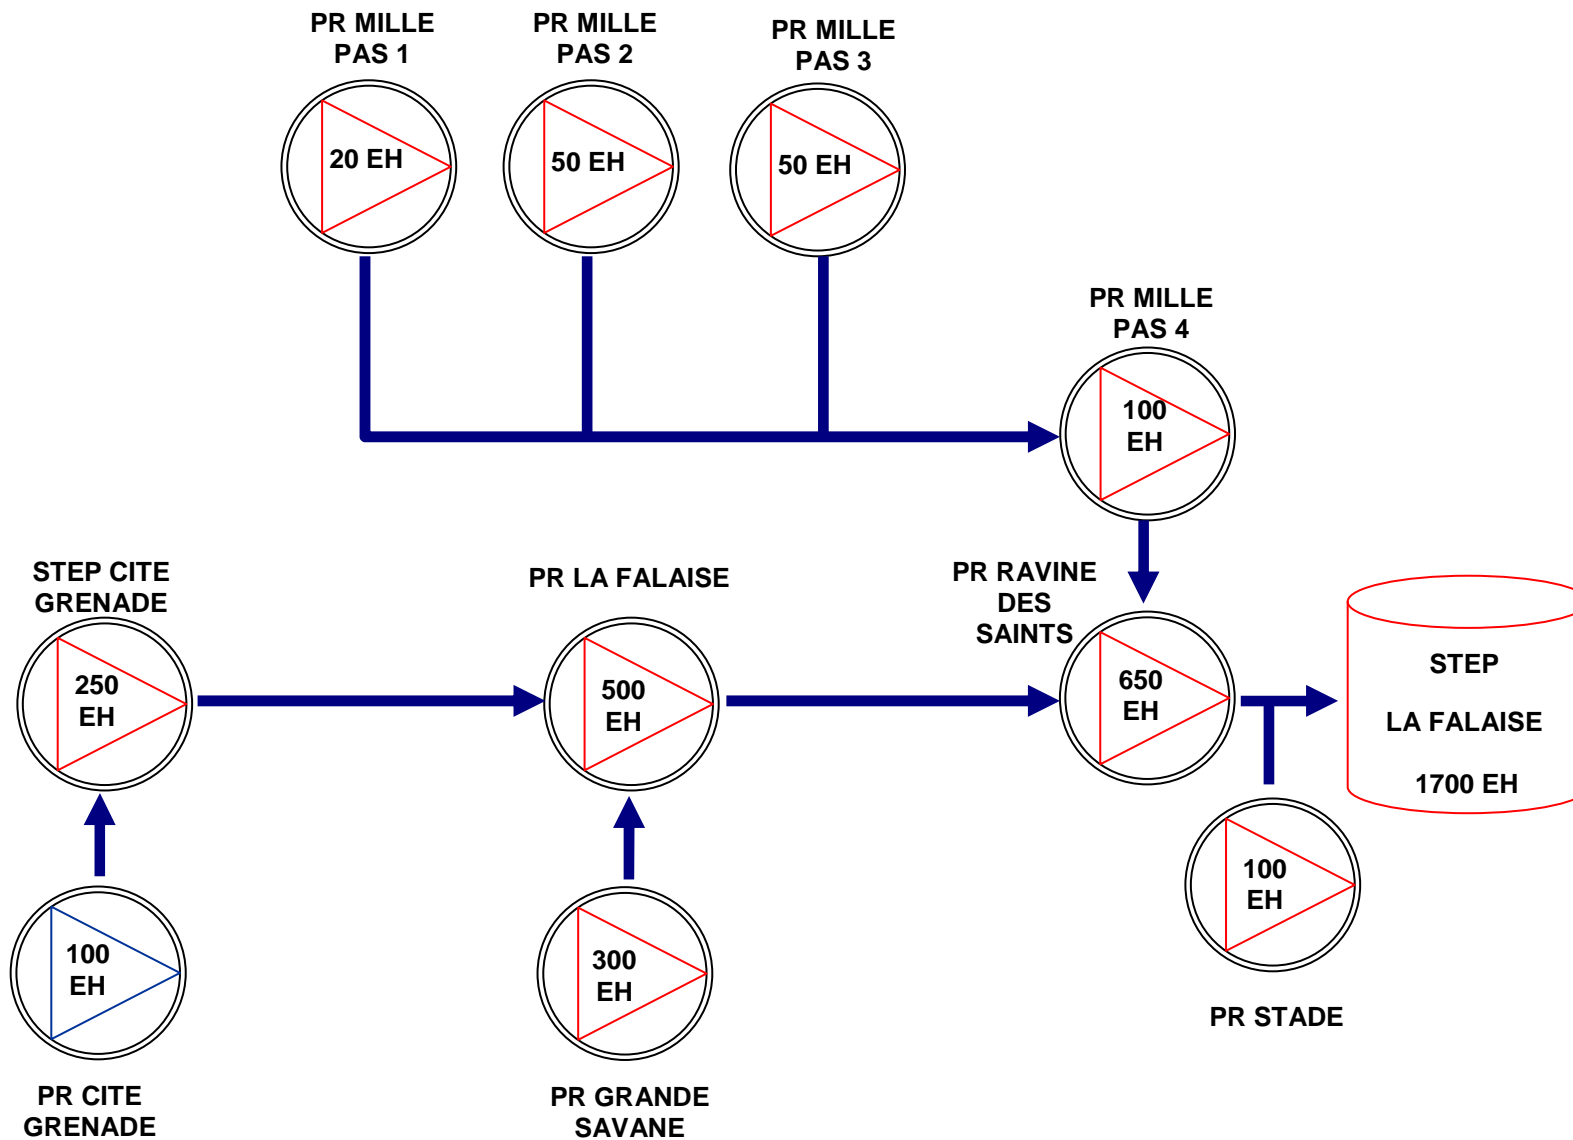 PR MILLE
PAS 1
PR MILLE
PAS 2
PR MILLE
PAS 3
20 EH
50 EH
50 EH
PR MILLE
PAS 4
100
EH
STEP CITE
GRENADE
PR LA FALAISE
PR RAVINE
DES
SAINTS
250
EH
500
EH
650
EH
STEP
LA FALAISE
1700 EH
100
EH
300
EH
100
EH
PR STADE
PR CITE
GRENADE
PR GRANDE
SAVANE